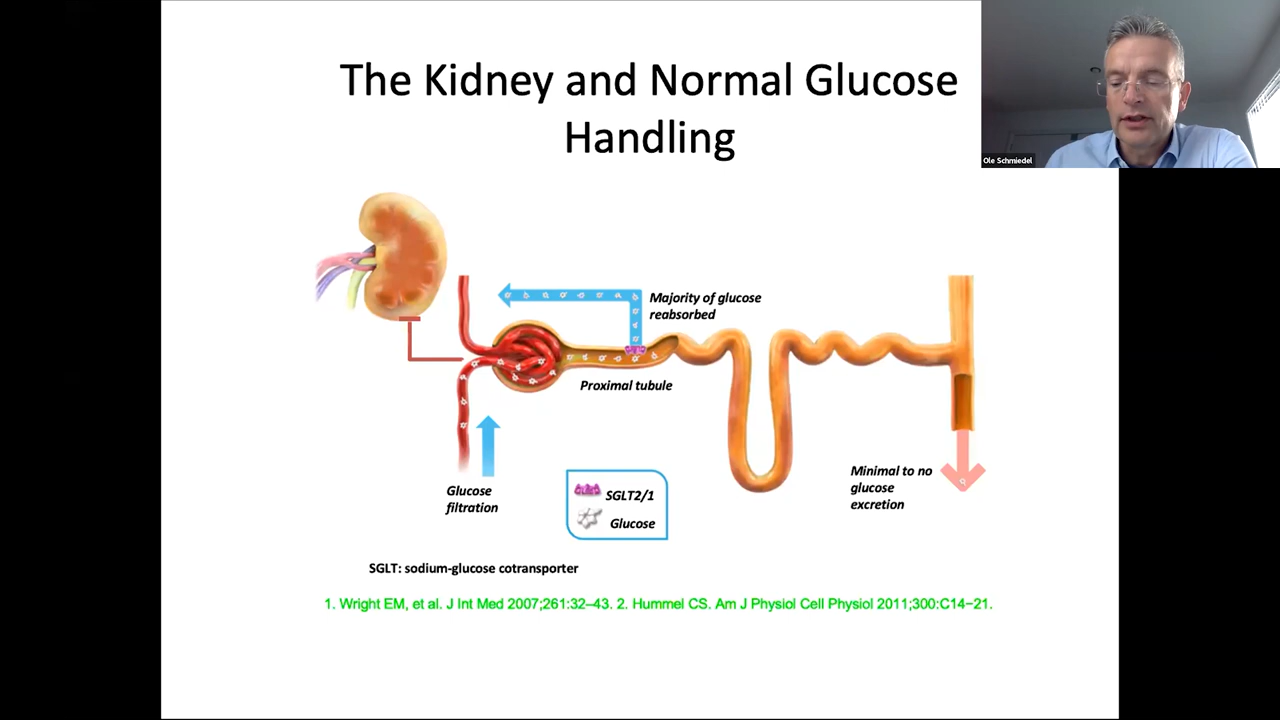 The Kidney and Normal Glucose
Handling
Ole Schmiedel
Majority of glucose
reabsorbed
Proximal tubule
Glucose
filtration
Minimal to no
glucose
excretion
SGLT2/1
Glucose
SGLT: sodium-glucose cotransporter
1. Wright EM, et al. J Int Med 2007;261:32–43. 2. Hummel CS. Am J Physiol Cell Physiol 2011;300:C14–21.